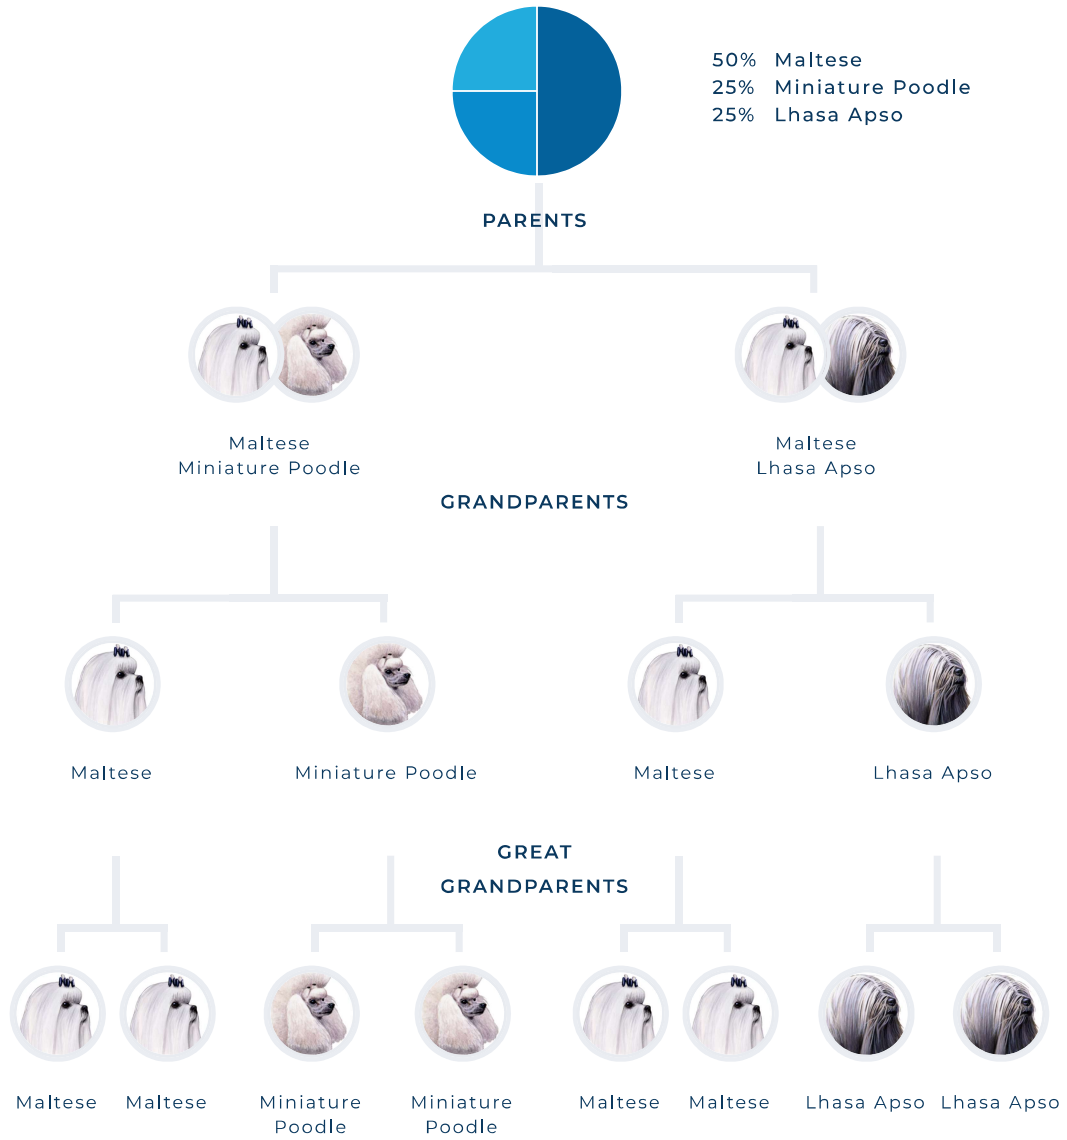 50% Maltese
25% Miniature Poodle
25% Lhasa Apso
PARENTS
Maltese
Miniature Poodle
Maltese
Lhasa Apso
GRANDPARENTS
Maltese
Miniature Poodle
Maltese
Lhasa Apso
GREAT
GRANDPARENTS
Maltese
Maltese
Miniature
Poodle
Miniature
Poodle
Maltese
Maltese
Lhasa Apso
Lhasa Apso